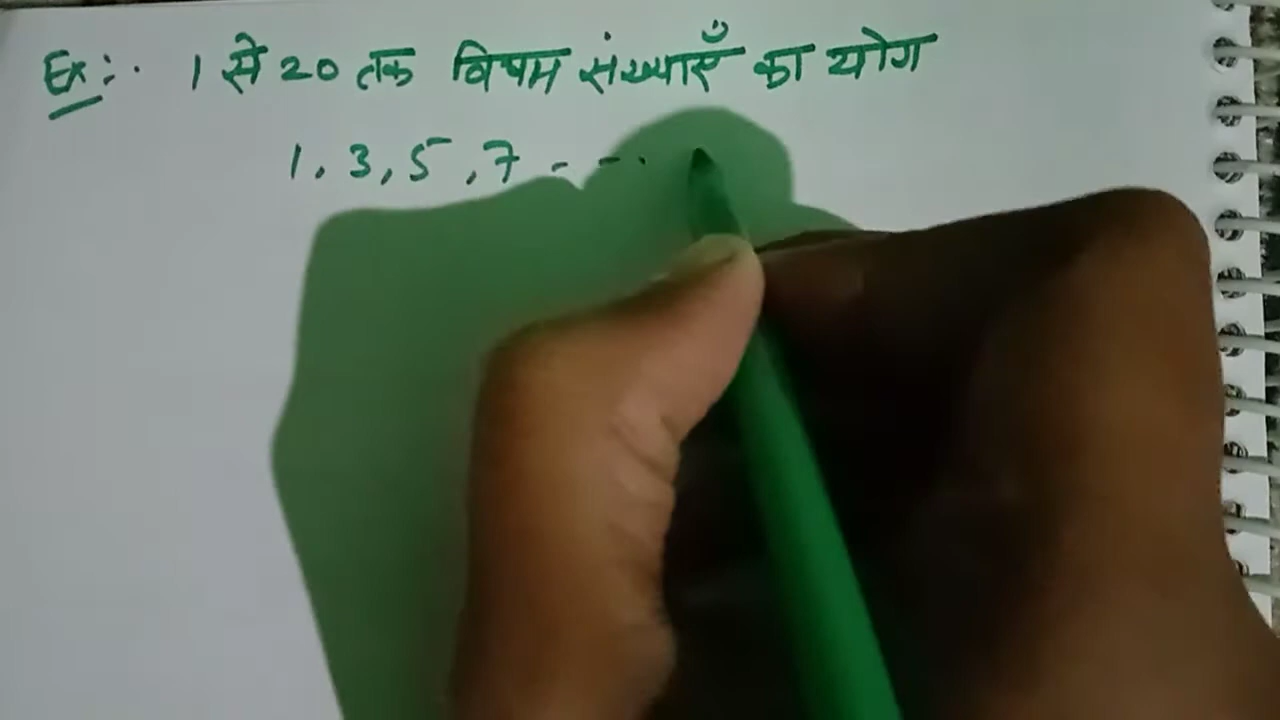 Ex:- 1 से 20 तक विषम संख्याएँ का योग
1, 3, 5, 7 - - -